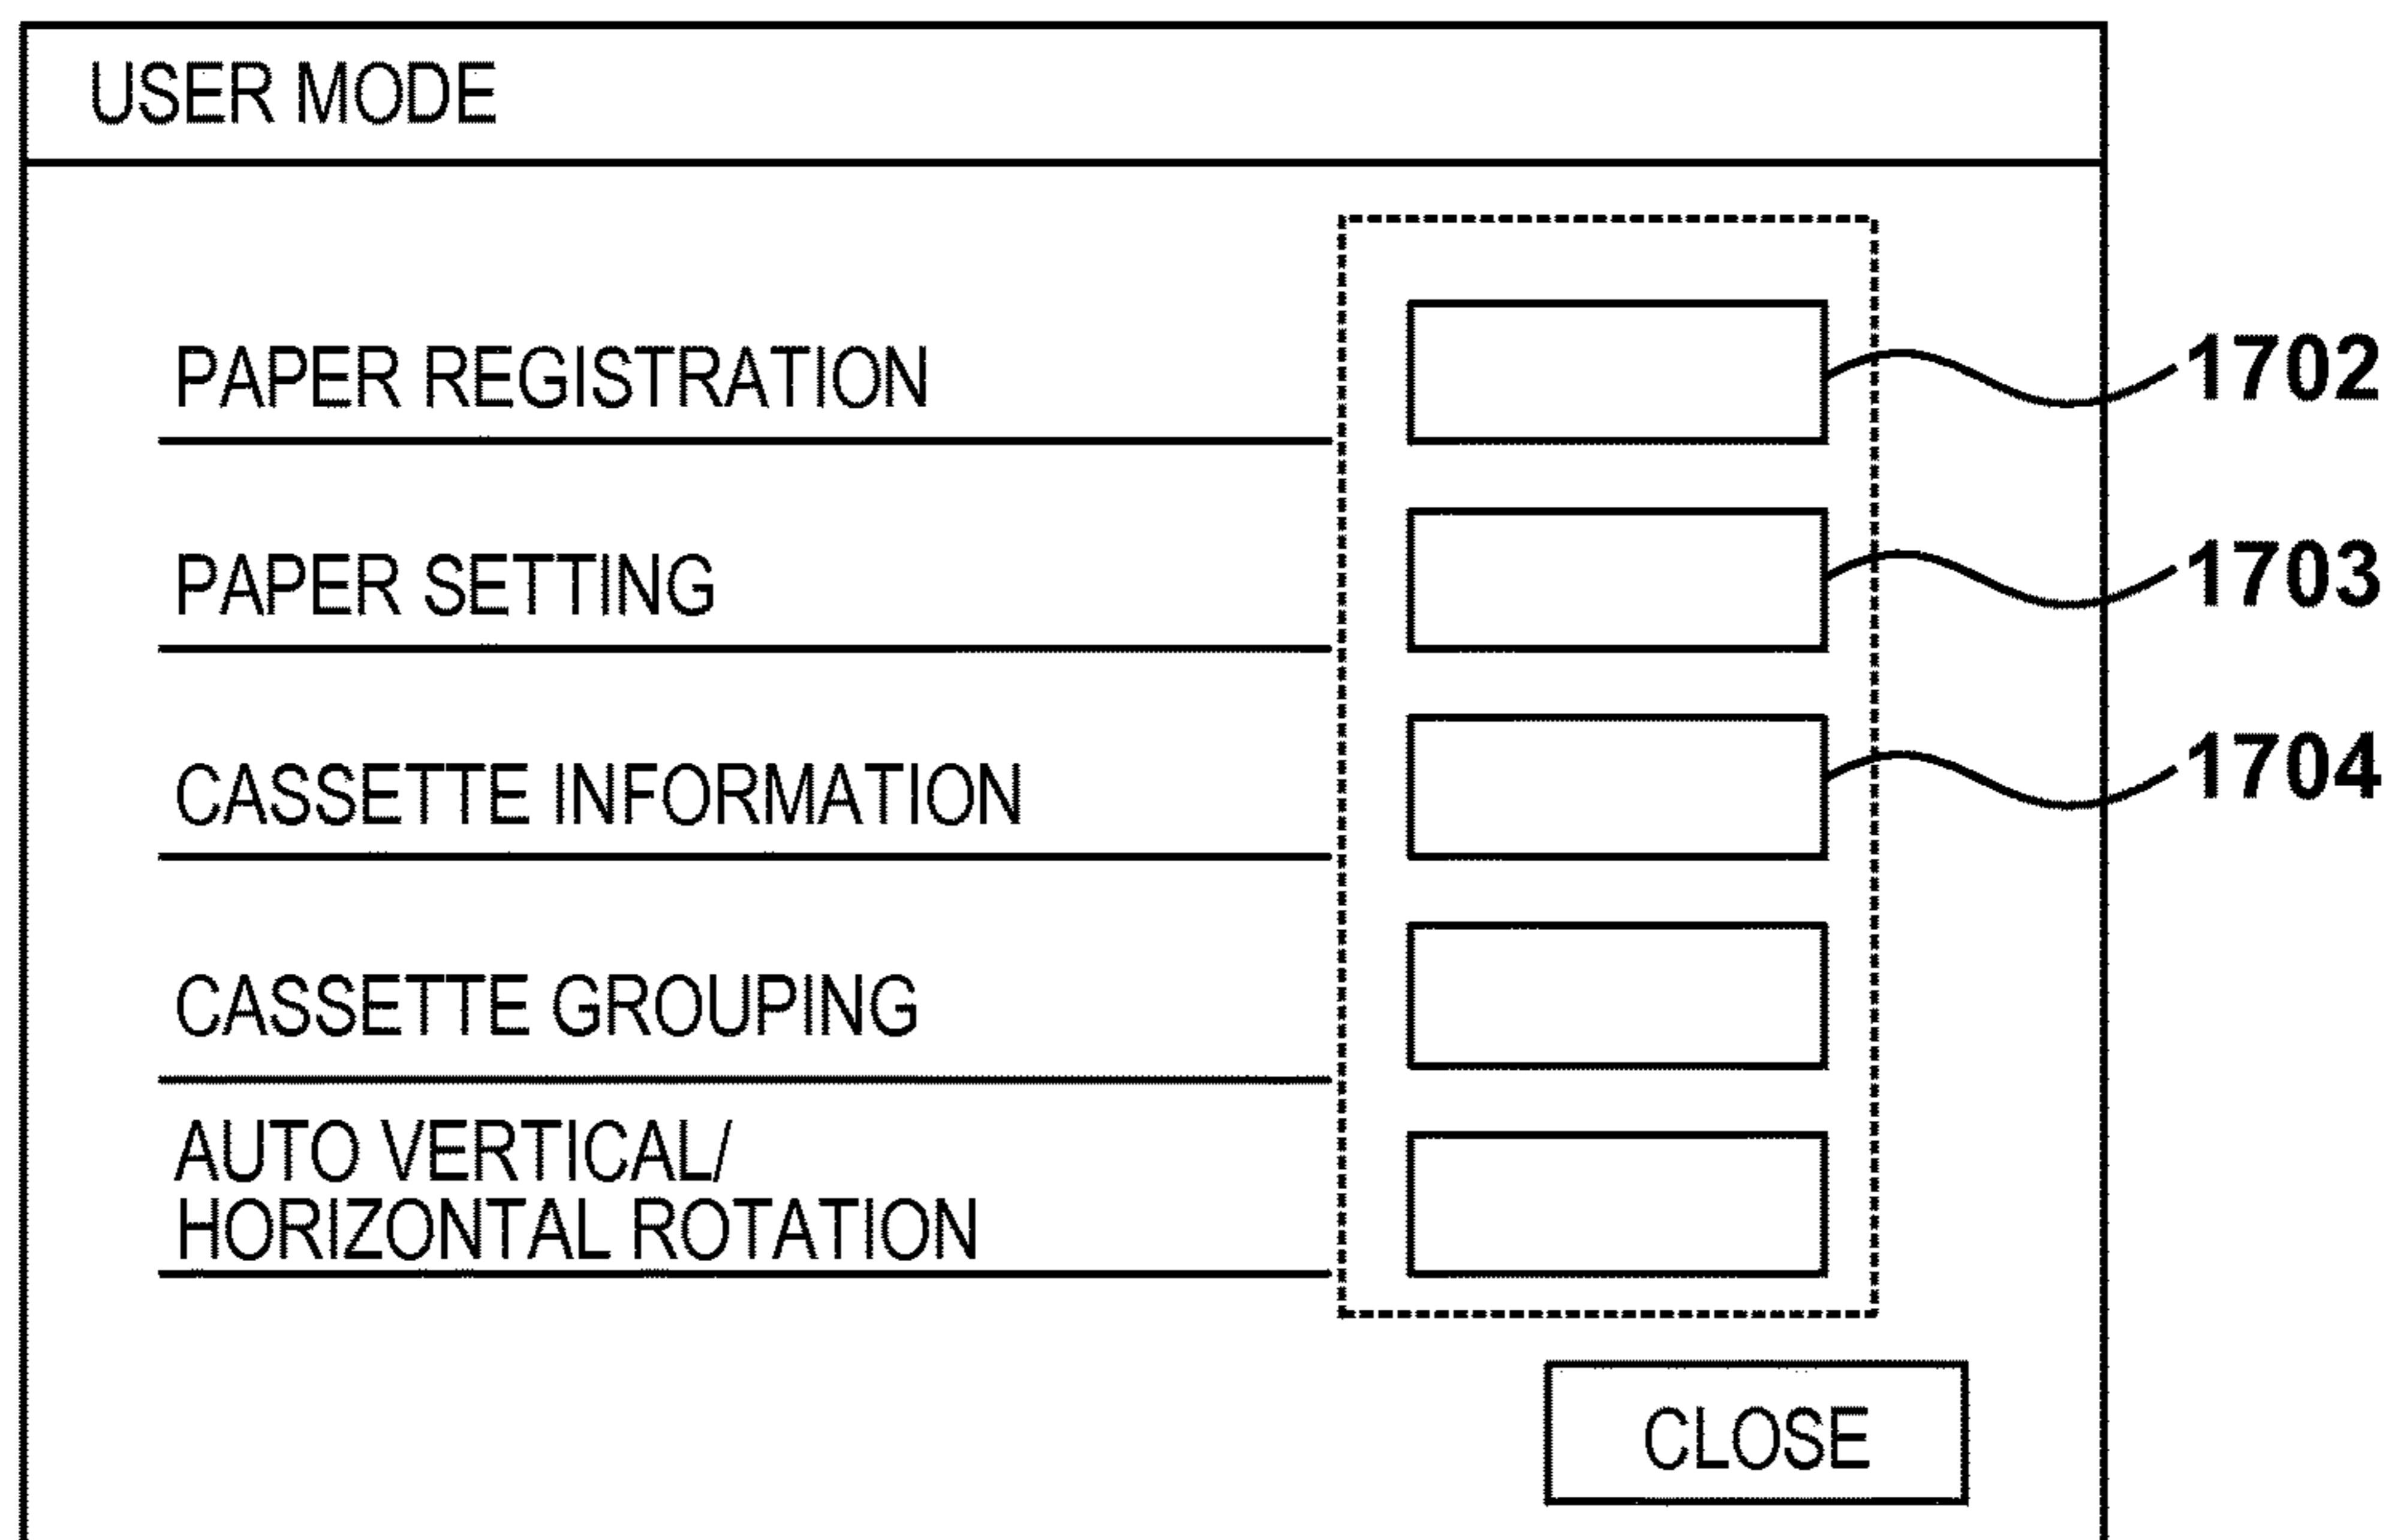 USER MODE
PAPER REGISTRATION
1702
PAPER SETTING
1703
CASSETTE INFORMATION
1704
CASSETTE GROUPING
AUTO VERTICAL/
HORIZONTAL ROTATION
CLOSE